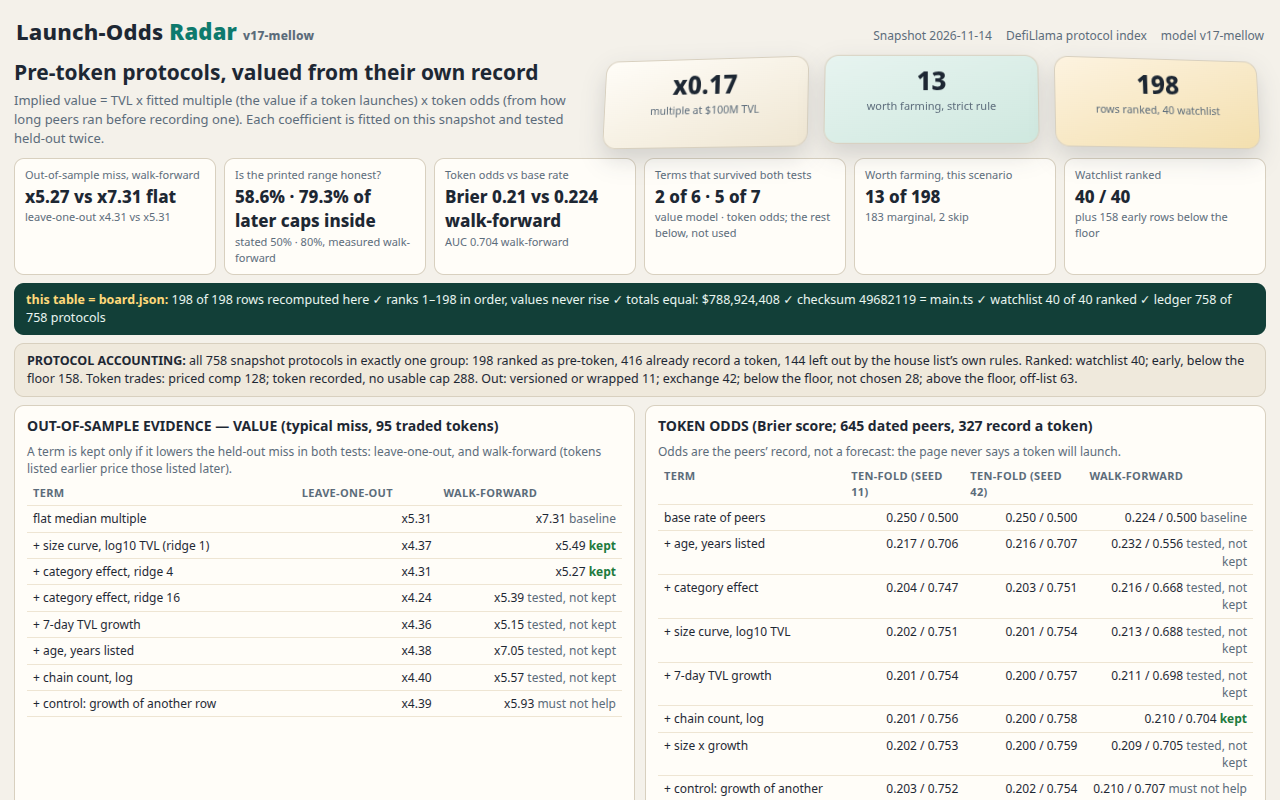 Launch-Odds Radar v17-mellow
Snapshot 2026-11-14 DefiLlama protocol index model v17-mellow
Pre-token protocols, valued from their own record
Implied value = TVL x fitted multiple (the value if a token launches) x token odds (from how
long peers ran before recording one). Each coefficient is fitted on this snapshot and tested
held-out twice.
x0.17
multiple at $100M TVL
13
worth farming, strict rule
198
rows ranked, 40 watchlist
Out-of-sample miss, walk-forward
x5.27 vs x7.31 flat
leave-one-out x4.31 vs x5.31
Is the printed range honest?
58.6% · 79.3% of
later caps inside
stated 50% · 80%, measured walk-
forward
Token odds vs base rate
Brier 0.21 vs 0.224
walk-forward
AUC 0.704 walk-forward
Terms that survived both tests
2 of 6 · 5 of 7
value model · token odds; the rest
below, not used
Worth farming, this scenario
13 of 198
183 marginal, 2 skip
Watchlist ranked
40 / 40
plus 158 early rows below the
floor
this table = board.json: 198 of 198 rows recomputed here ✓ ranks 1–198 in order, values never rise ✓ totals equal: $788,924,408 ✓ checksum 49682119 = main.ts ✓ watchlist 40 of 40 ranked ✓ ledger 758 of
758 protocols
PROTOCOL ACCOUNTING: all 758 snapshot protocols in exactly one group: 198 ranked as pre-token, 416 already record a token, 144 left out by the house list’s own rules. Ranked: watchlist 40; early, below the
floor 158. Token trades: priced comp 128; token recorded, no usable cap 288. Out: versioned or wrapped 11; exchange 42; below the floor, not chosen 28; above the floor, off-list 63.
OUT-OF-SAMPLE EVIDENCE — VALUE (typical miss, 95 traded tokens)
A term is kept only if it lowers the held-out miss in both tests: leave-one-out, and walk-forward (tokens
listed earlier price those listed later).
TERM LEAVE-ONE-OUT WALK-FORWARD
flat median multiple x5.31 x7.31 baseline
+ size curve, log10 TVL (ridge 1) x4.37 x5.49 kept
+ category effect, ridge 4 x4.31 x5.27 kept
+ category effect, ridge 16 x4.24 x5.39 tested, not kept
+ 7-day TVL growth x4.36 x5.15 tested, not kept
+ age, years listed x4.38 x7.05 tested, not kept
+ chain count, log x4.40 x5.57 tested, not kept
+ control: growth of another row x4.39 x5.93 must not help
TOKEN ODDS (Brier score; 645 dated peers, 327 record a token)
Odds are the peers’ record, not a forecast: the page never says a token will launch.
TERM TEN-FOLD (SEED 11) TEN-FOLD (SEED 42) WALK-FORWARD
base rate of peers 0.250 / 0.500 0.250 / 0.500 0.224 / 0.500 baseline
+ age, years listed 0.217 / 0.706 0.216 / 0.707 0.232 / 0.556 tested, not
kept
+ category effect 0.204 / 0.747 0.203 / 0.751 0.216 / 0.668 tested, not
kept
+ size curve, log10 TVL 0.202 / 0.751 0.201 / 0.754 0.213 / 0.688 tested, not
kept
+ 7-day TVL growth 0.201 / 0.754 0.200 / 0.757 0.211 / 0.698 tested, not
kept
+ chain count, log 0.201 / 0.756 0.200 / 0.758 0.210 / 0.704 kept
+ size x growth 0.202 / 0.753 0.200 / 0.759 0.209 / 0.705 tested, not
kept
+ control: growth of another 0.203 / 0.752 0.202 / 0.754 0.210 / 0.707 must not help